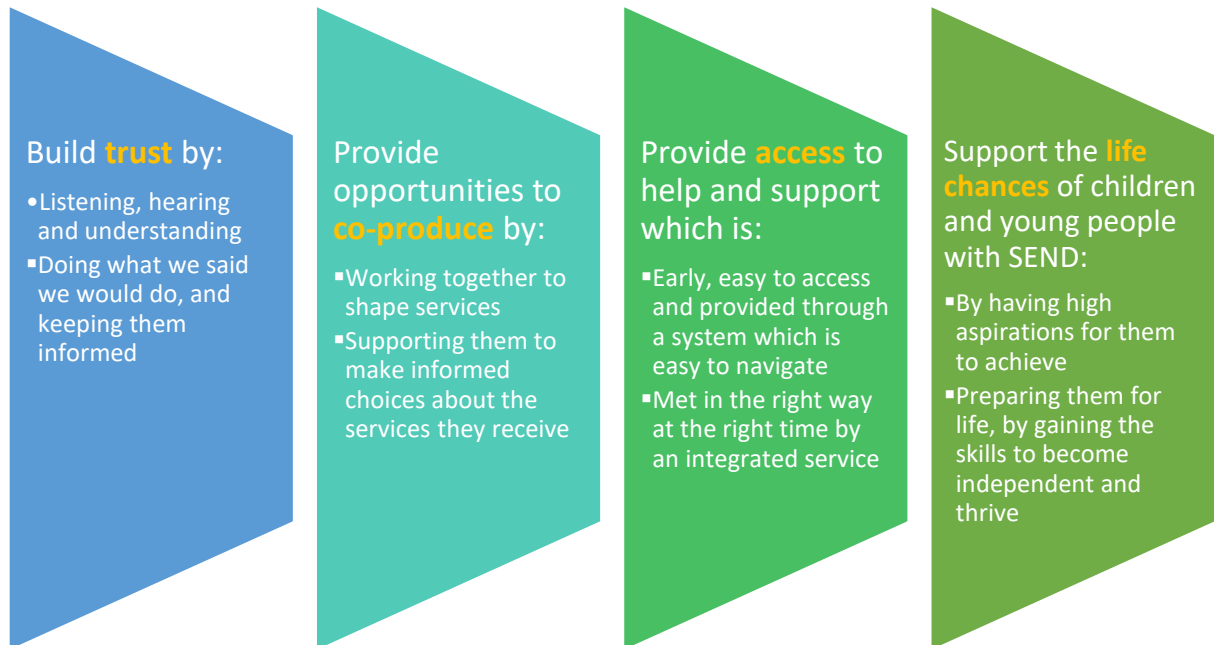 Build trust by:
•Listening, hearing
and understanding
▪Doing what we said
we would do, and
keeping them
informed
Provide
opportunities to
co-produce by:
▪Working together to
shape services
▪Supporting them to
make informed
choices about the
services they receive
Provide access to
help and support
which is:
▪Early, easy to access
and provided through
a system which is
easy to navigate
▪Met in the right way
at the right time by
an integrated service
Support the life
chances of children
and young people
with SEND:
▪By having high
aspirations for them
to achieve
▪Preparing them for
life, by gaining the
skills to become
independent and
thrive